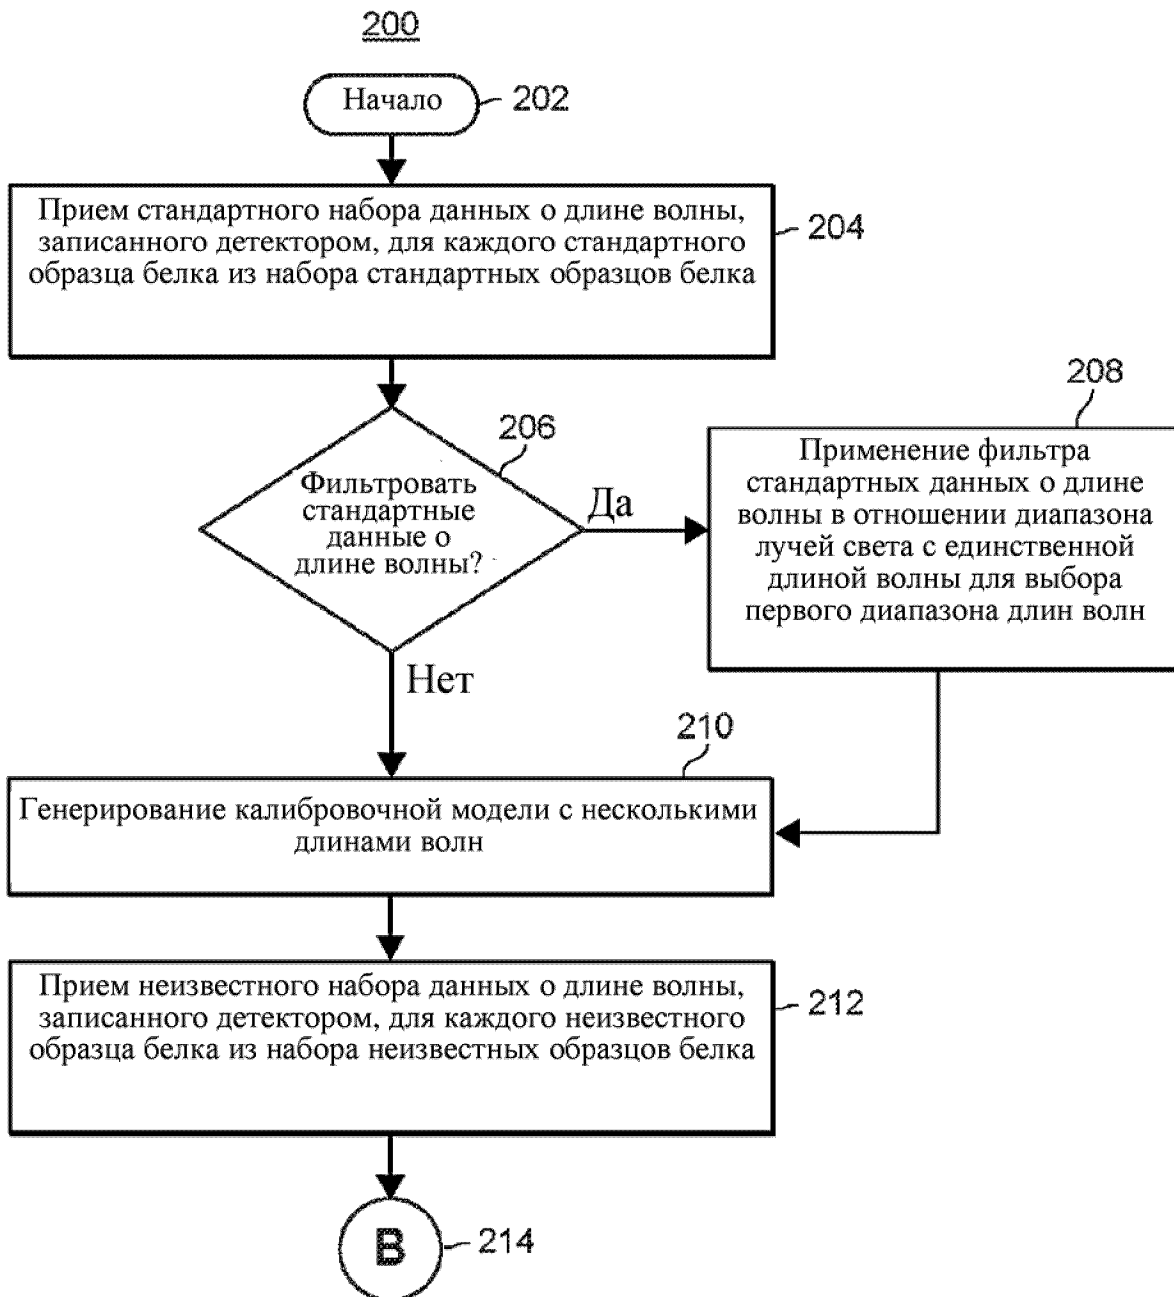 200
Начало
202
Прием стандартного набора данных о длине волны,
записанного детектором, для каждого стандартного
образца белка из набора стандартных образцов белка
204
206
Фильтровать
стандартные
данные о
длине волны?
Да
208
Применение фильтра
стандартных данных о длине
волны в отношении диапазона
лучей света с единственной
длиной волны для выбора
первого диапазона длин волн
Нет
210
Генерирование калибровочной модели с несколькими
длинами волн
Прием неизвестного набора данных о длине волны,
записанного детектором, для каждого неизвестного
образца белка из набора неизвестных образцов белка
212
B
214